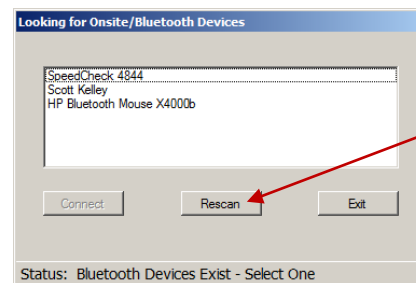 Looking for Onsite/Bluetooth Devices
SpeedCheck 4844
Scott Kelley
HP Bluetooth Mouse X4000b
Connect Rescan Exit
Status: Bluetooth Devices Exist - Select One